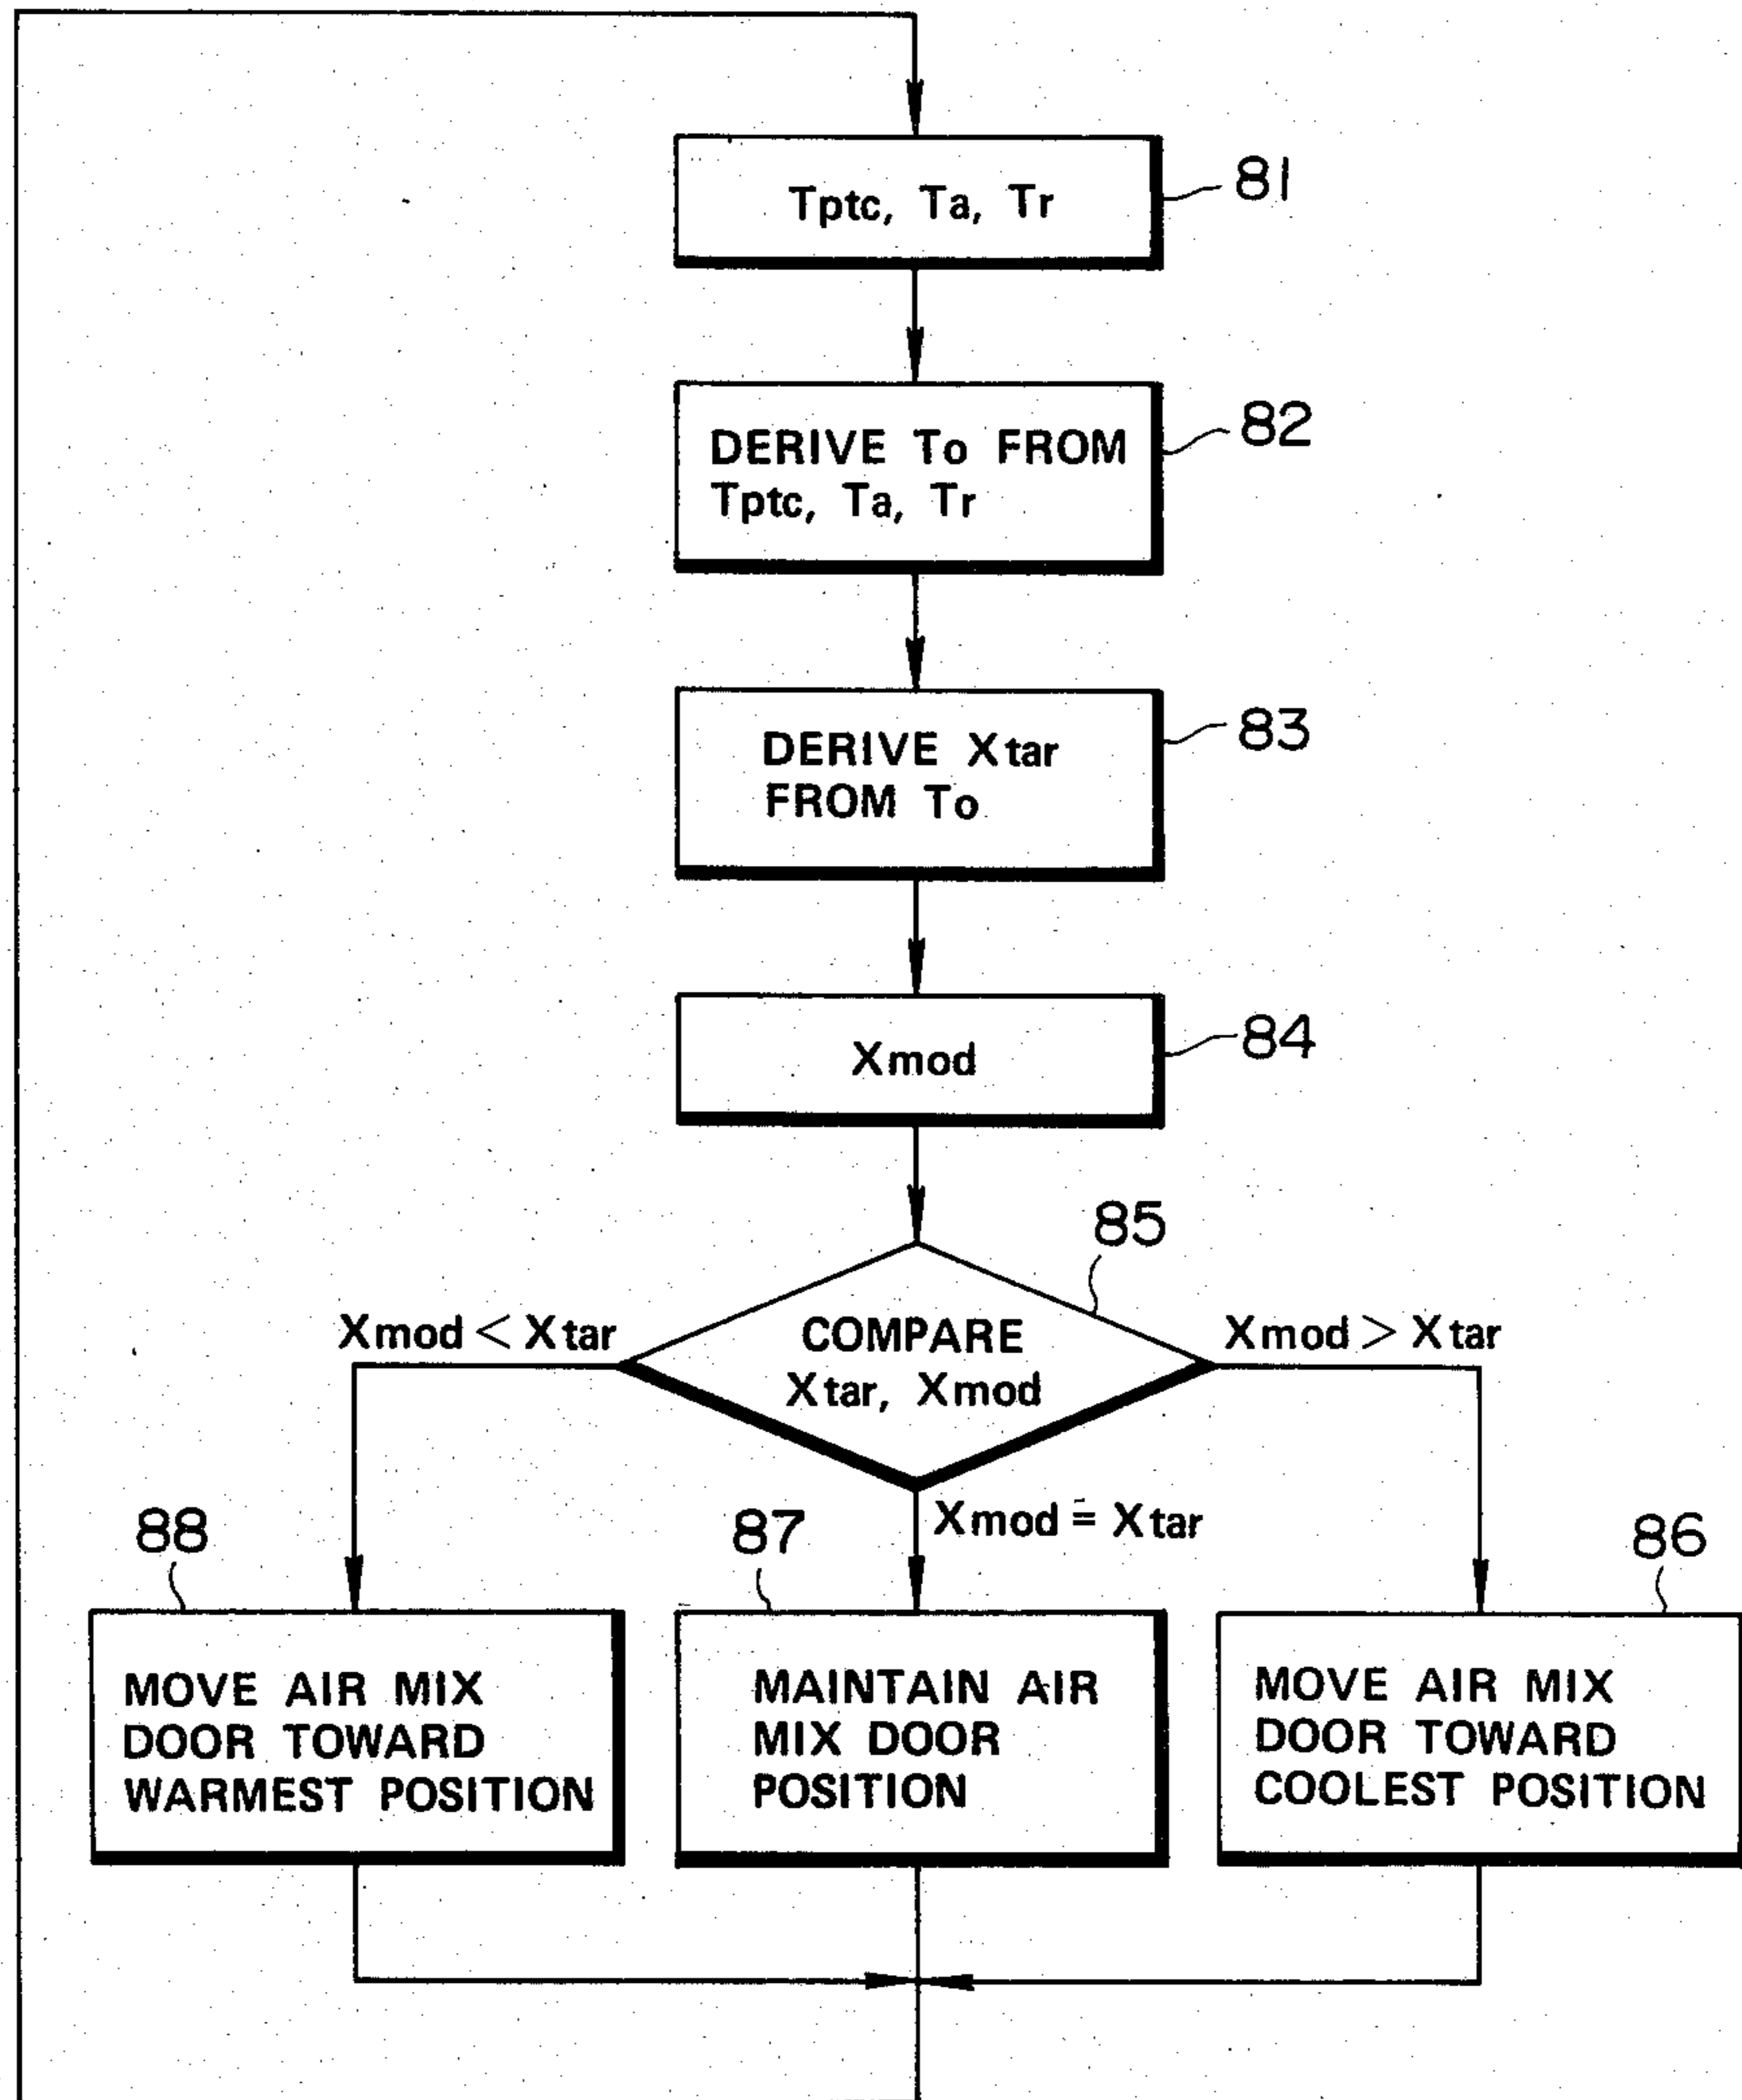 Tptc, Ta, Tr
81
DERIVE To FROM
Tptc, Ta, Tr
82
DERIVE Xtar
FROM To
83
Xmod
84
85
COMPARE
Xtar, Xmod
Xmod < Xtar
Xmod > Xtar
Xmod = Xtar
88
87
86
MOVE AIR MIX
DOOR TOWARD
WARMEST POSITION
MAINTAIN AIR
MIX DOOR
POSITION
MOVE AIR MIX
DOOR TOWARD
COOLEST POSITION